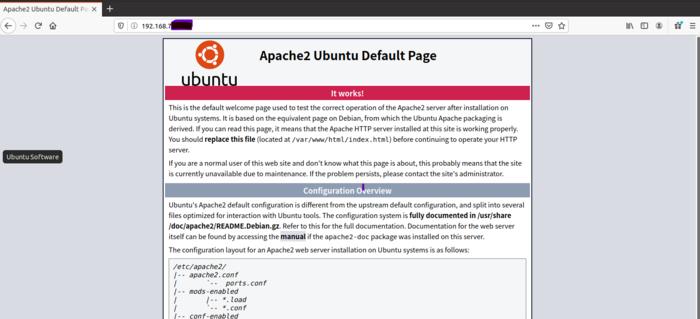 Apache2 Ubuntu Default P
192.168.
ubuntu
Apache2 Ubuntu Default Page
It works!
This is the default welcome page used to test the correct operation of the Apache2 server after installation on
Ubuntu systems. It is based on the equivalent page on Debian, from which the Ubuntu Apache packaging is
derived. If you can read this page, it means that the Apache HTTP server installed at this site is working properly.
You should replace this file (located at /var/www/html/index.html) before continuing to operate your HTTP
server.
If you are a normal user of this web site and don't know what this page is about, this probably means that the site
is currently unavailable due to maintenance. If the problem persists, please contact the site's administrator.
Ubuntu Software
Configuration Overview
Ubuntu's Apache2 default configuration is different from the upstream default configuration, and split into several
files optimized for interaction with Ubuntu tools. The configuration system is fully documented in /usr/share
/doc/apache2/README.Debian.gz. Refer to this for the full documentation. Documentation for the web server
itself can be found by accessing the manual if the apache2-doc package was installed on this server.
The configuration layout for an Apache2 web server installation on Ubuntu systems is as follows:
/etc/apache2/
|-- apache2.conf
|       `--  ports.conf
|-- mods-enabled
|       |-- *.load
|       `-- *.conf
|-- conf-enabled